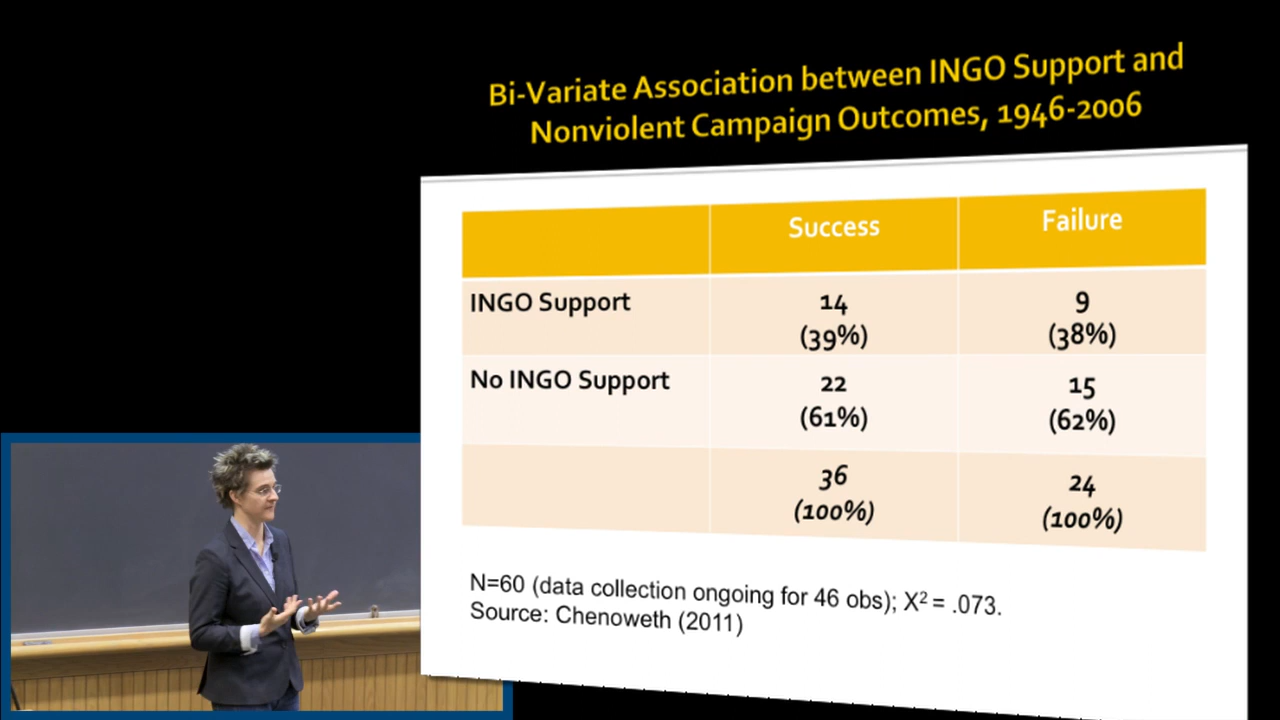 Bi-Variate Association between INGO Support and
Nonviolent Campaign Outcomes, 1946-2006
Success
Failure
INGO Support
14
(39%)
9
(38%)
No INGO Support
22
(61%)
15
(62%)
36
(100%)
24
(100%)
N=60 (data collection ongoing for 46 obs); X² = .073.
Source: Chenoweth (2011)